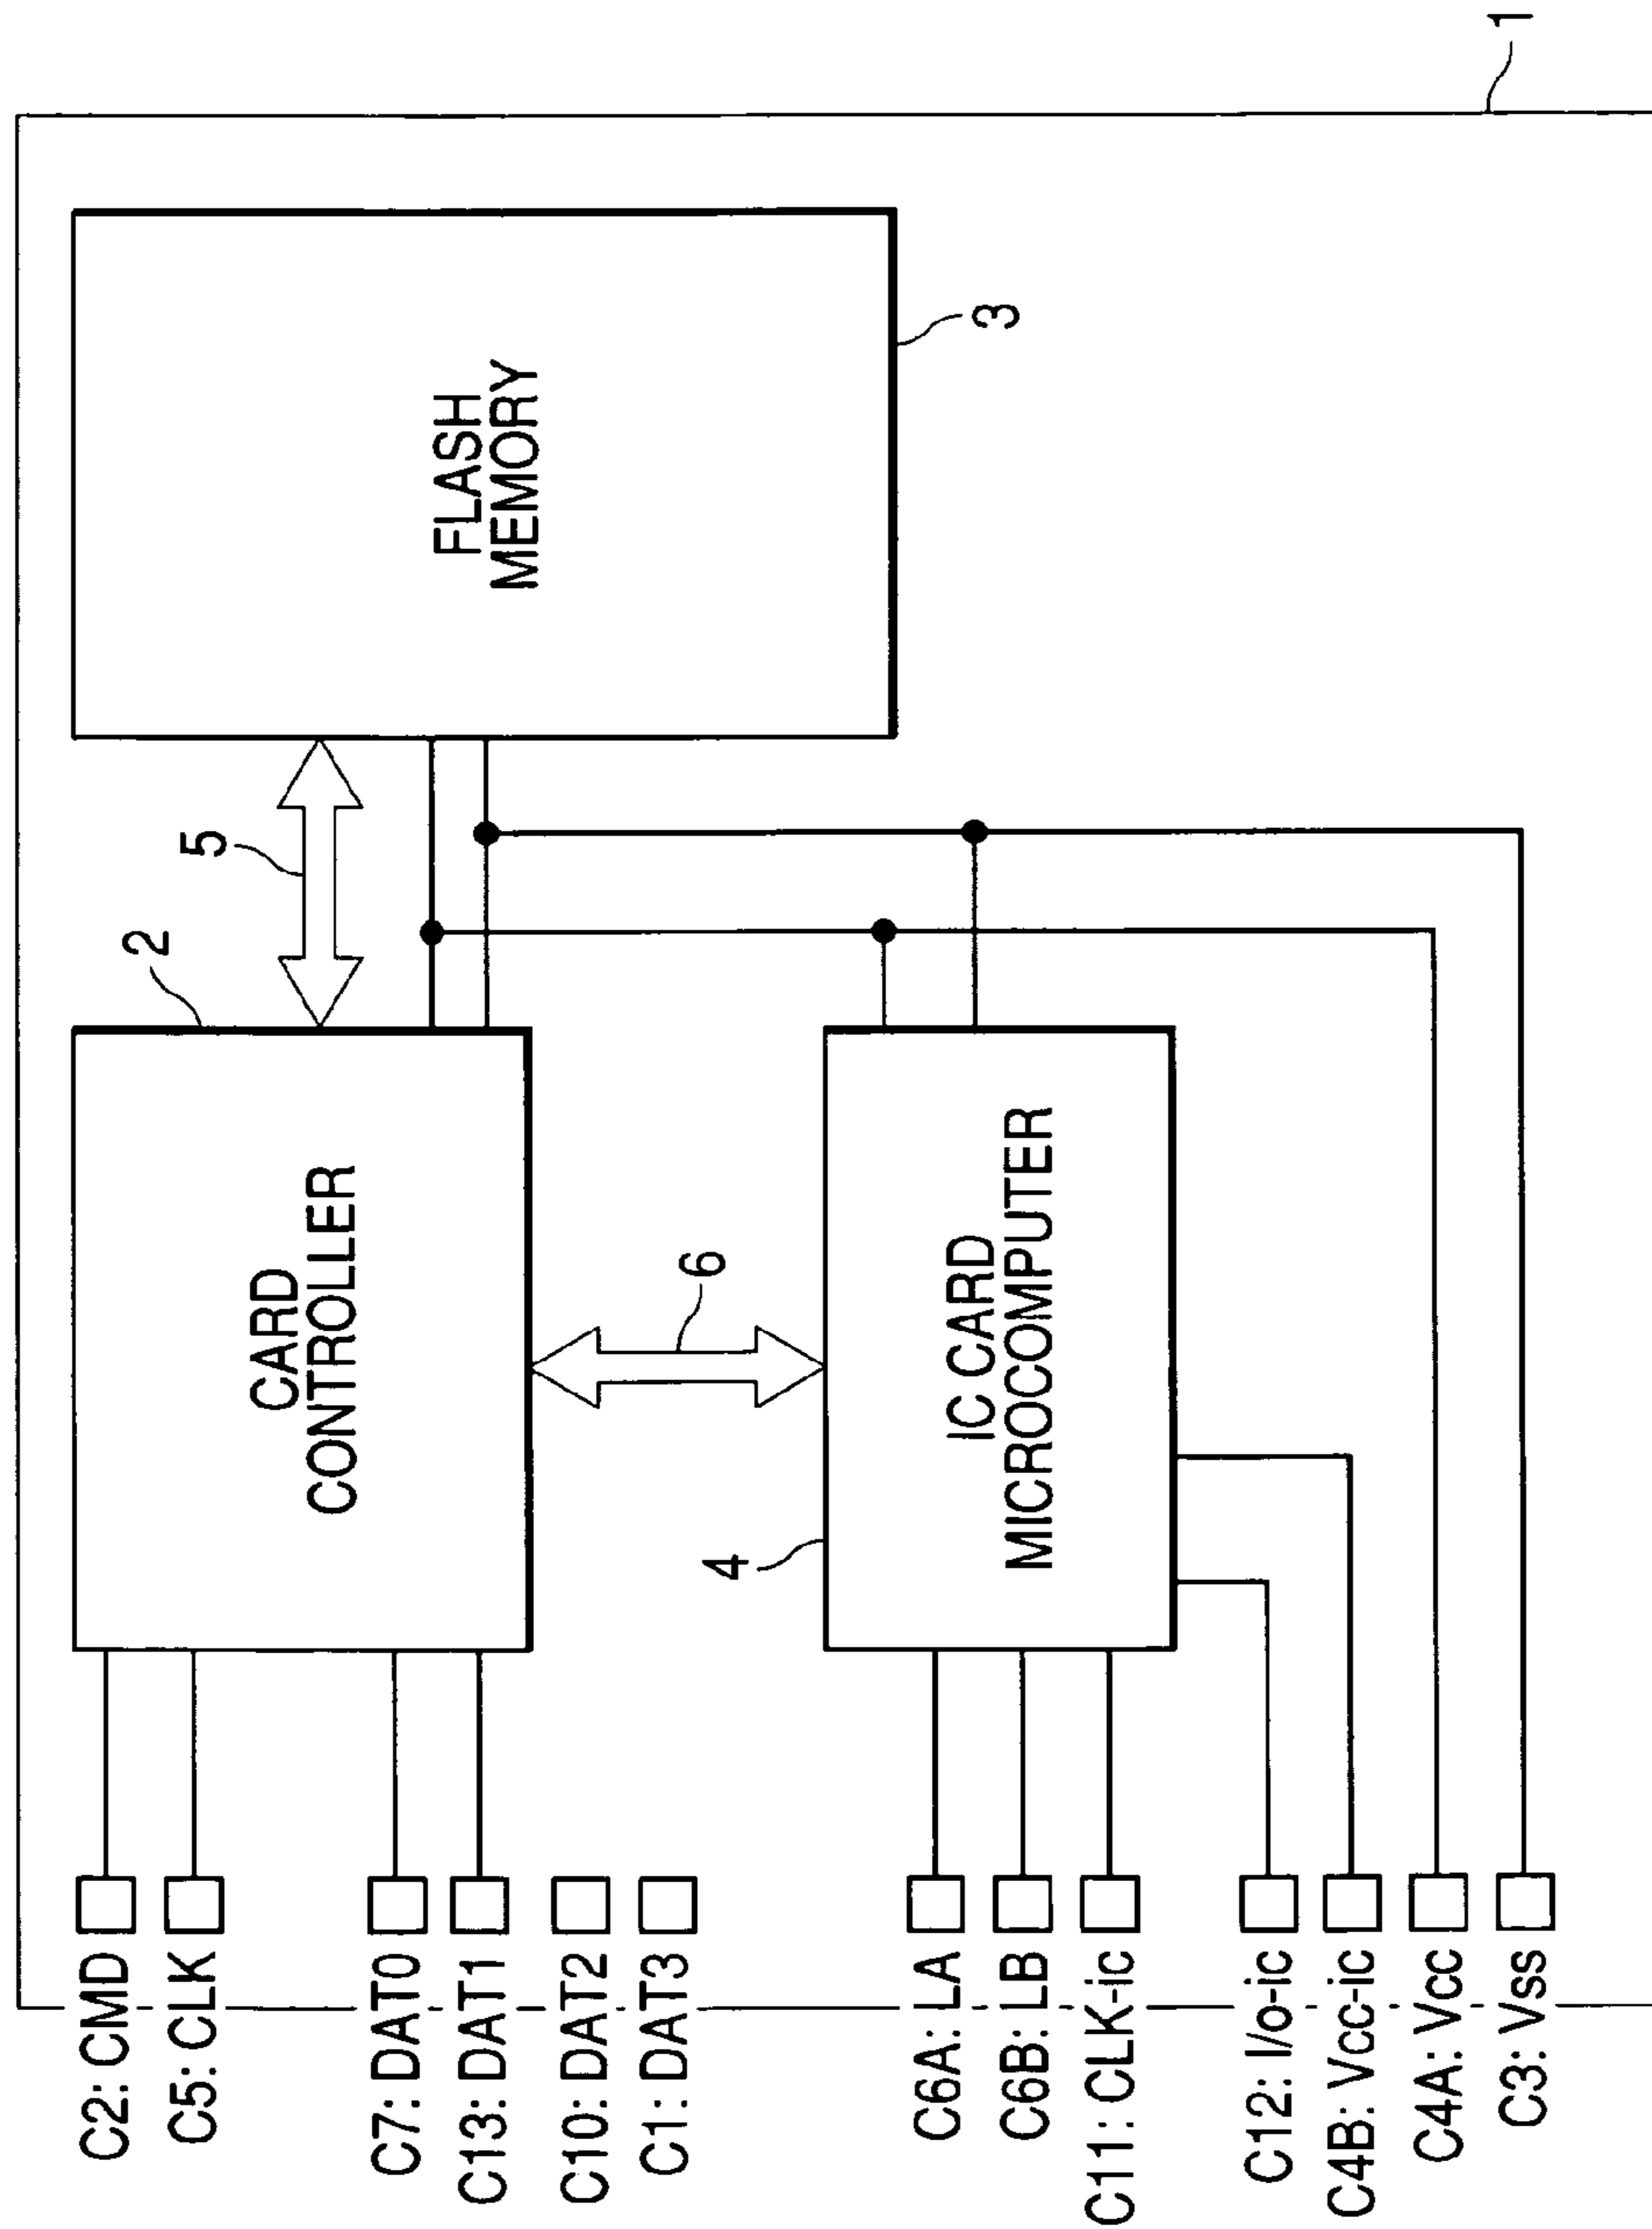 1
FLASH
MEMORY
3
5
2
CARD
CONTROLLER
6
IC CARD
MICROCOMPUTER
4
C2: CMD
C5: CLK
C7: DAT0
C13: DAT1
C10: DAT2
C1: DAT3
C6A: LA
C6B: LB
C11: CLK-ic
C12: I/o-ic
C4B: Vcc-ic
C4A: Vcc
C3: Vss